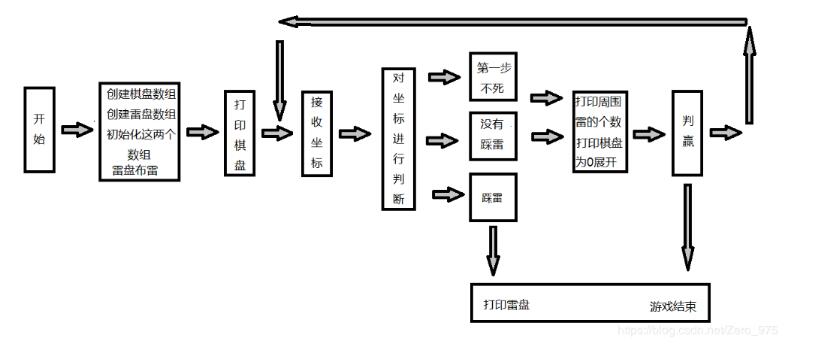 开始
创建棋盘数组
创建雷盘数组
初始化这两个
数组
雷盘布雷
打印棋盘
接收坐标
对坐标进行判断
第一步
不死
没有
踩雷
踩雷
打印周围
雷的个数
打印棋盘
为0展开
判赢
打印雷盘
游戏结束
https://blog.csdn.net/Zero_975